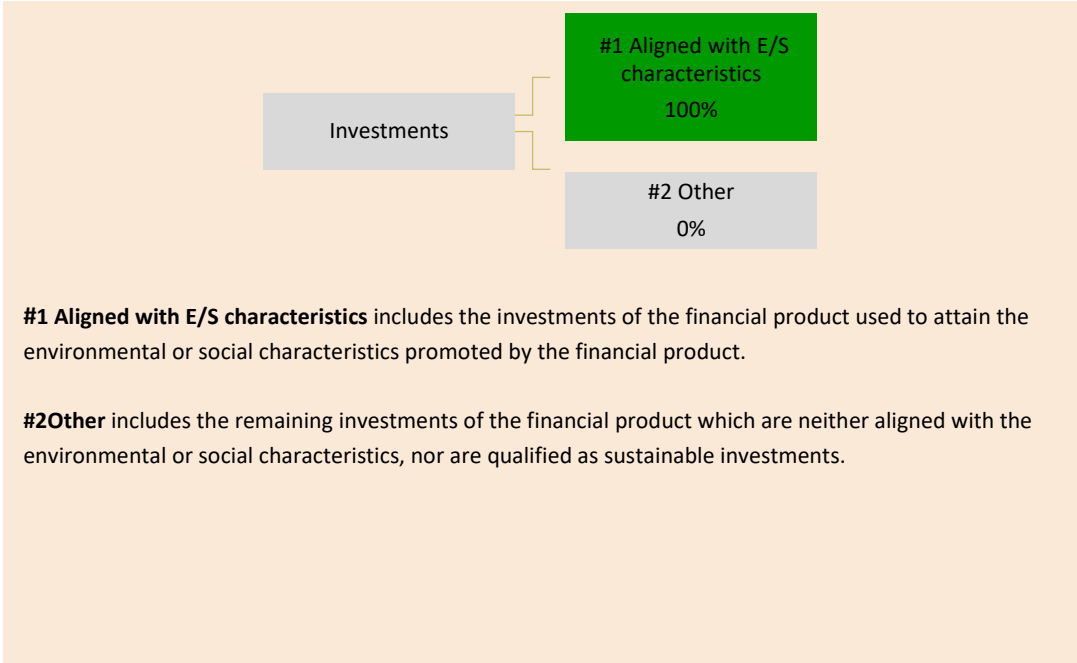 #1 Aligned with E/S
characteristics
100%
Investments
#2 Other
0%
#1 Aligned with E/S characteristics includes the investments of the financial product used to attain the
environmental or social characteristics promoted by the financial product.
#2Other includes the remaining investments of the financial product which are neither aligned with the
environmental or social characteristics, nor are qualified as sustainable investments.